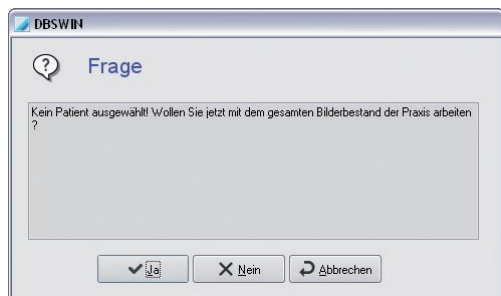 DBSWIN
Frage
Kein Patient ausgewählt! Wollen Sie jetzt mit dem gesamten Bilderbestand der Praxis arbeiten
?
Ja Nein Abbrechen